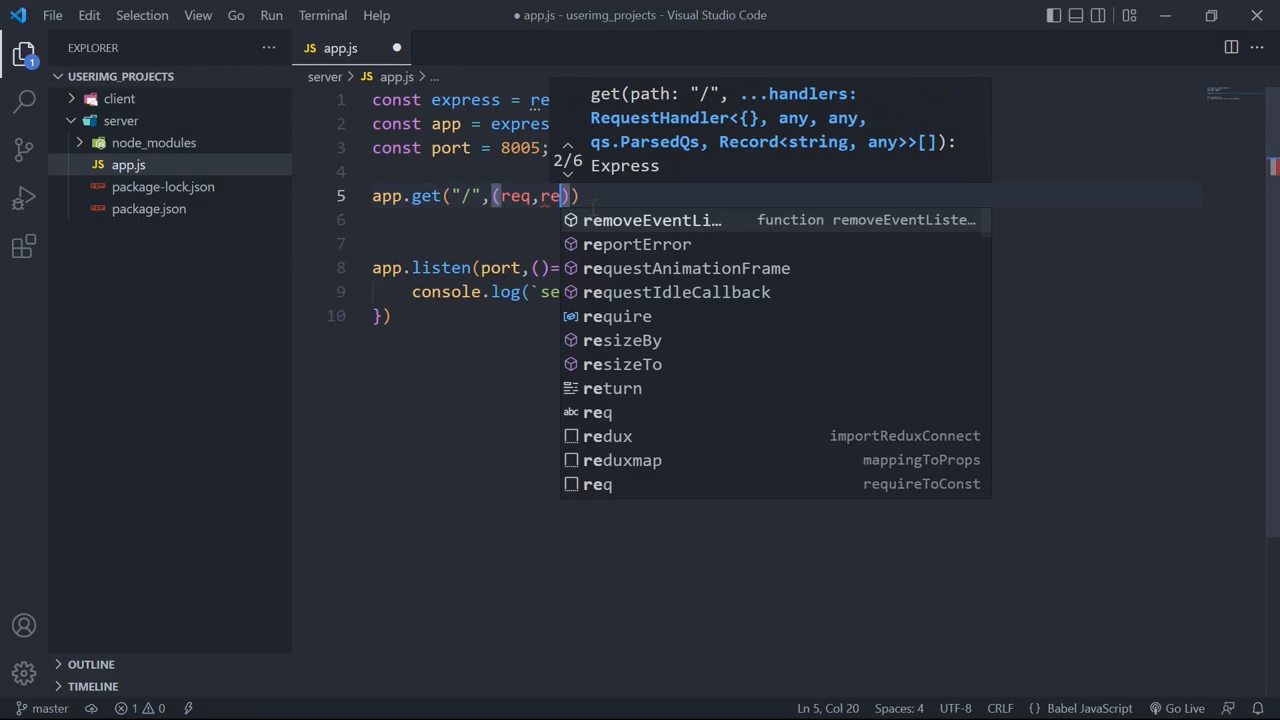 File Edit Selection View Go Run Terminal Help
● app.js - userimg_projects - Visual Studio Code
EXPLORER
1
USERIMG_PROJECTS
client
server
node_modules
JS app.js
package-lock.json
package.json
OUTLINE
TIMELINE
JS app.js
server > JS app.js > ...
1 const express = re
2 const app = expres
3 const port = 8005;
4
5 app.get("/",(req,re))
6
7
8 app.listen(port,()=
9 console.log(`se
10 })
get(path: "/", ...handlers:
RequestHandler<{}, any, any,
qs.ParsedQs, Record<string, any>>[]):
2/6
Express
removeEventLi… function removeEventListe…
reportError
requestAnimationFrame
requestIdleCallback
require
resizeBy
resizeTo
return
abc req
redux importReduxConnect
reduxmap mappingToProps
req requireToConst
master 1 0 Ln 5, Col 20 Spaces: 4 UTF-8 CRLF {} Babel JavaScript Go Live